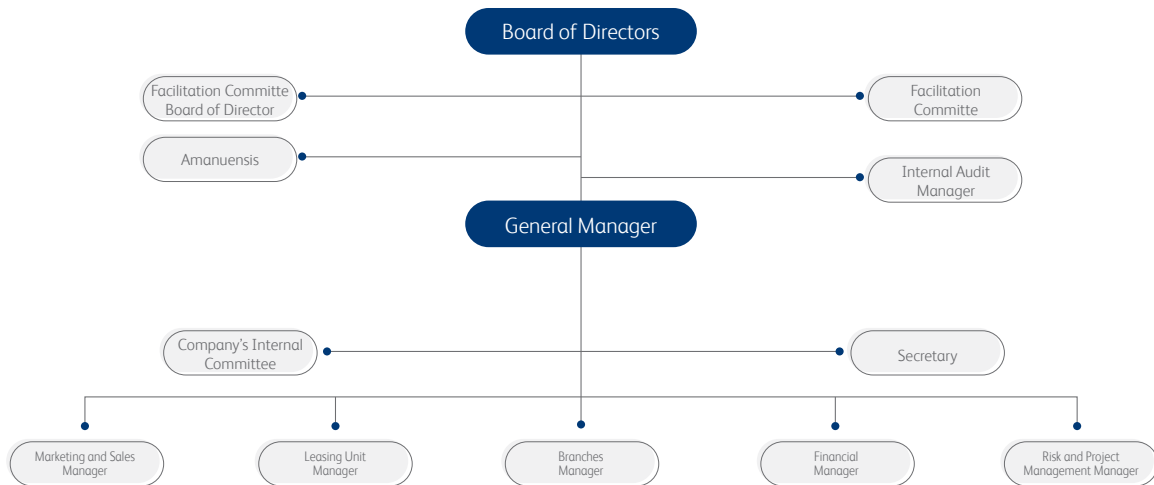 Board of Directors
Facilitation Committe
Board of Director
Facilitation
Committe
Amanuensis
Internal Audit
Manager
General Manager
Company's Internal
Committee
Secretary
Marketing and Sales
Manager
Leasing Unit
Manager
Branches
Manager
Financial
Manager
Risk and Project
Management Manager